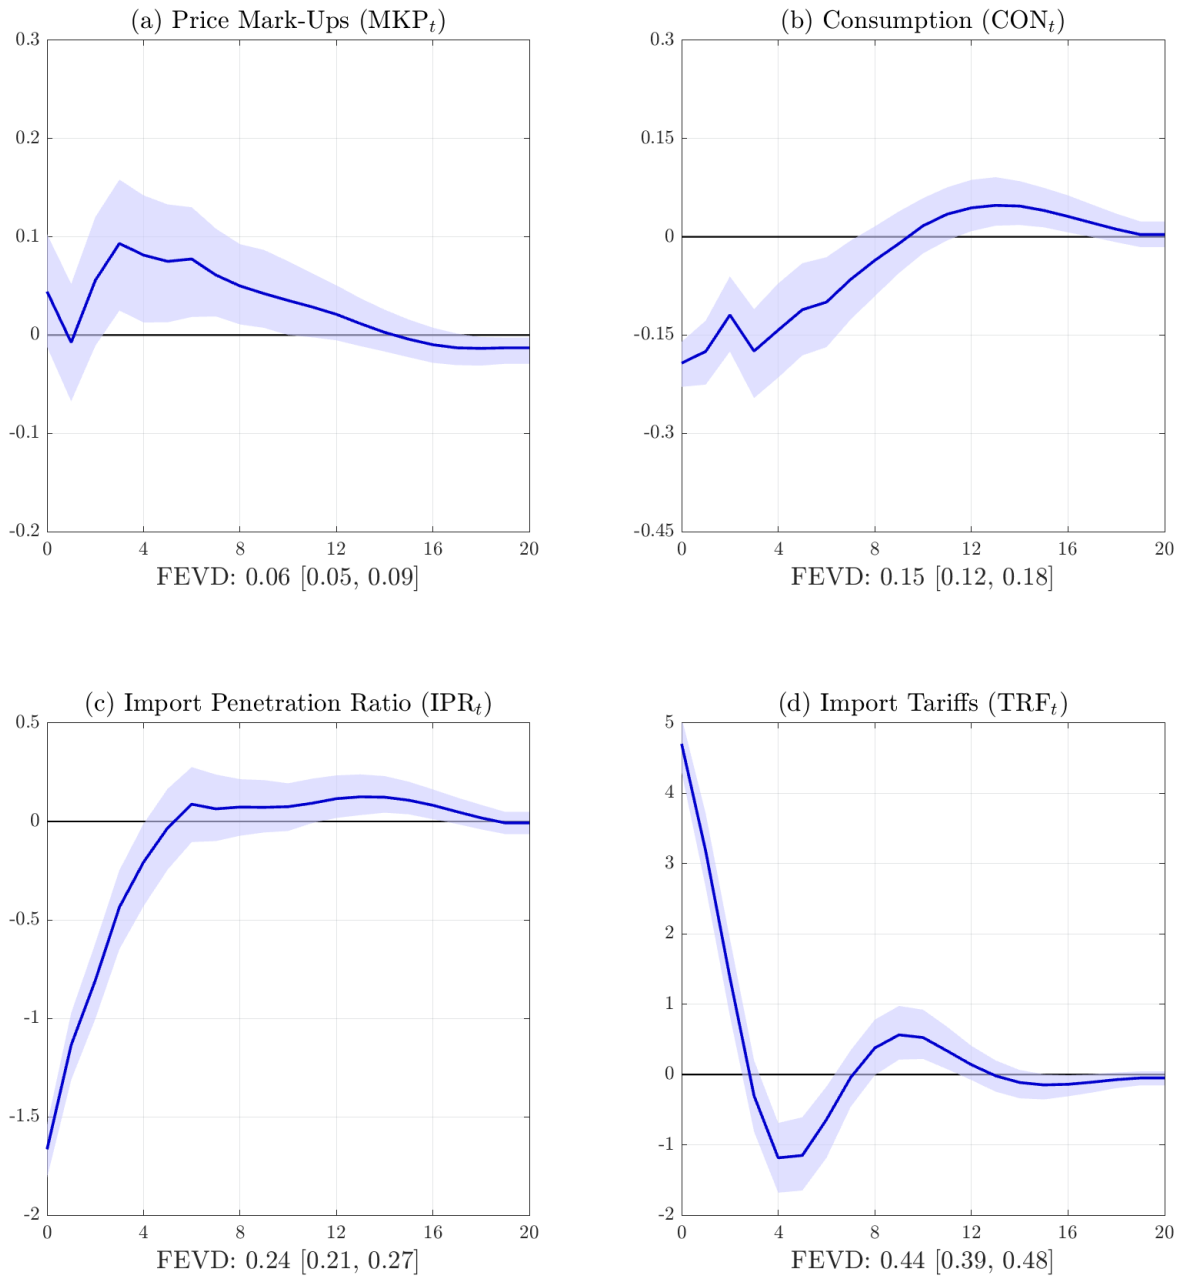 (a) Price Mark-Ups (MKPₜ)
0.3
0.2
0.1
0
-0.1
-0.2
0 4 8 12 16 20
FEVD: 0.06 [0.05, 0.09]
(b) Consumption (CONₜ)
0.3
0.15
0
-0.15
-0.3
-0.45
0 4 8 12 16 20
FEVD: 0.15 [0.12, 0.18]
(c) Import Penetration Ratio (IPRₜ)
0.5
0
-0.5
-1
-1.5
-2
0 4 8 12 16 20
FEVD: 0.24 [0.21, 0.27]
(d) Import Tariffs (TRFₜ)
5
4
3
2
1
0
-1
-2
0 4 8 12 16 20
FEVD: 0.44 [0.39, 0.48]